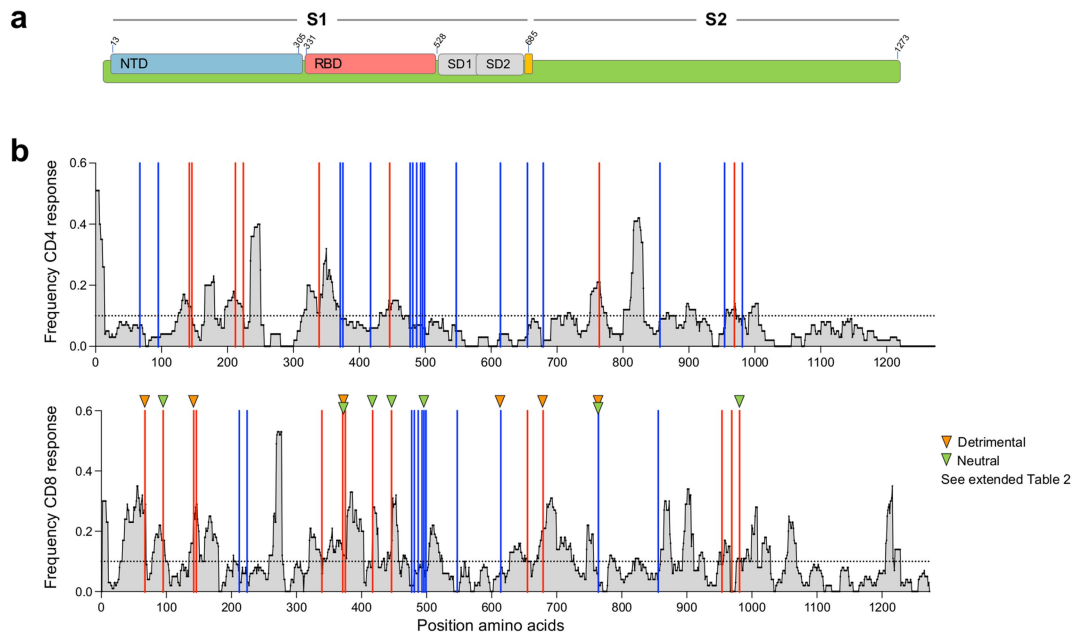 a
S1
S2
13
305
331
528
685
1273
NTD
RBD
SD1
SD2
b
Frequency CD4 response
0.6
0.4
0.2
0.0
0 100 200 300 400 500 600 700 800 900 1000 1100 1200
Frequency CD8 response
0.6
0.4
0.2
0.0
0 100 200 300 400 500 600 700 800 900 1000 1100 1200
Position amino acids
Detrimental
Neutral
See extended Table 2